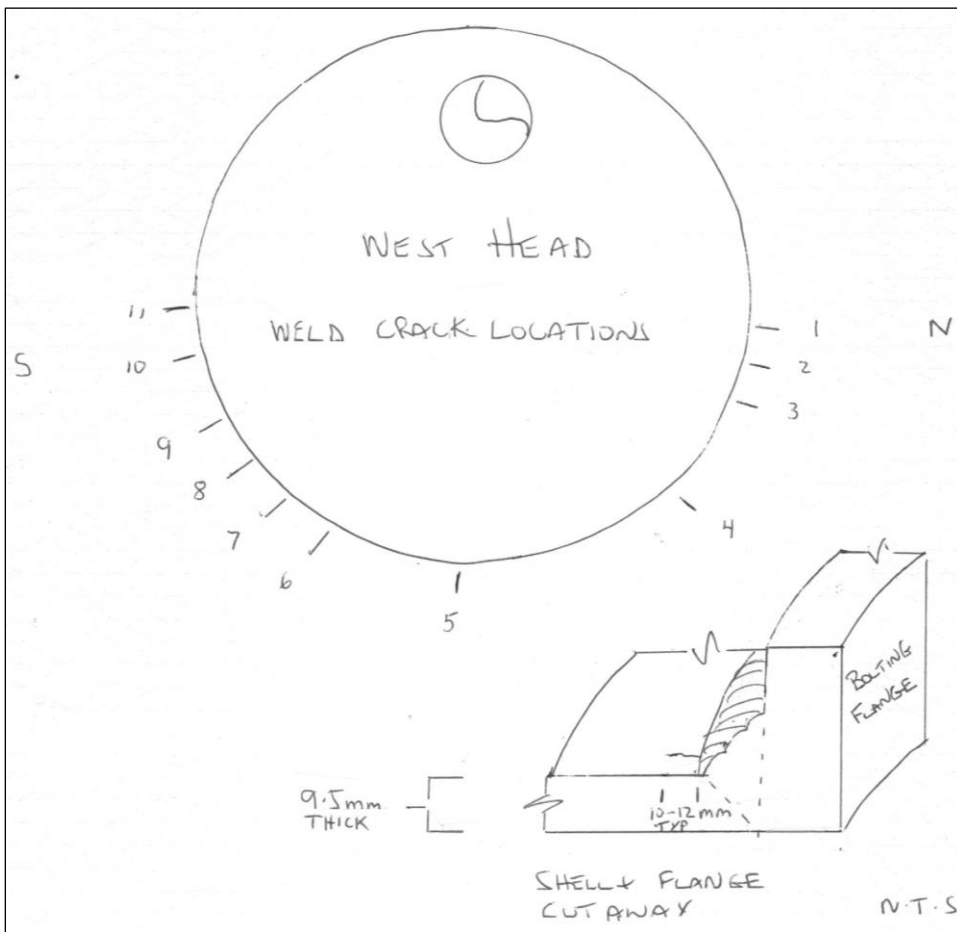 WEST HEAD
WELD CRACK LOCATIONS
S
N
1
2
3
4
5
6
7
8
9
10
11
BOLTING
FLANGE
9.5mm
THICK
10-12mm
TYP
SHELL & FLANGE
CUTAWAY
N.T.S